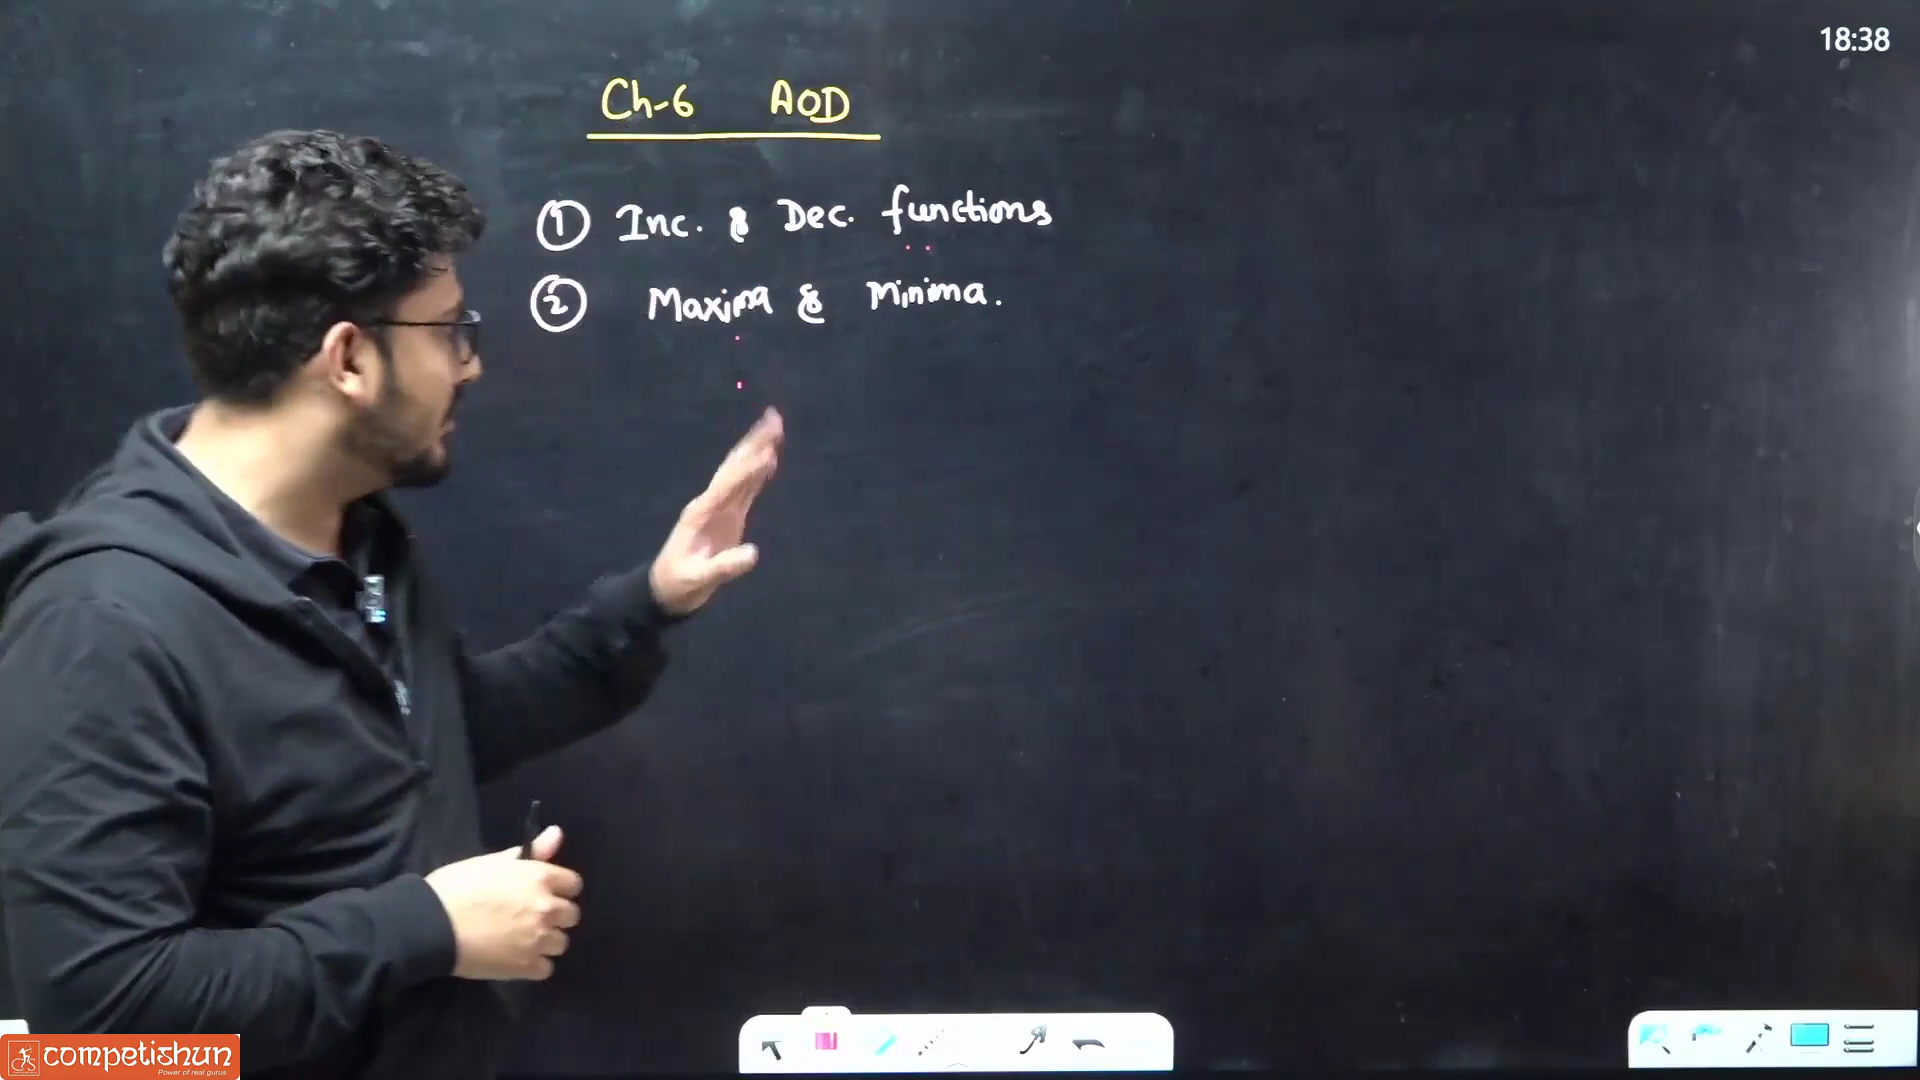 18:38
Ch-6 AOD
① Inc. & Dec. functions
② Maxima & Minima.
competishun
Power of real gurus